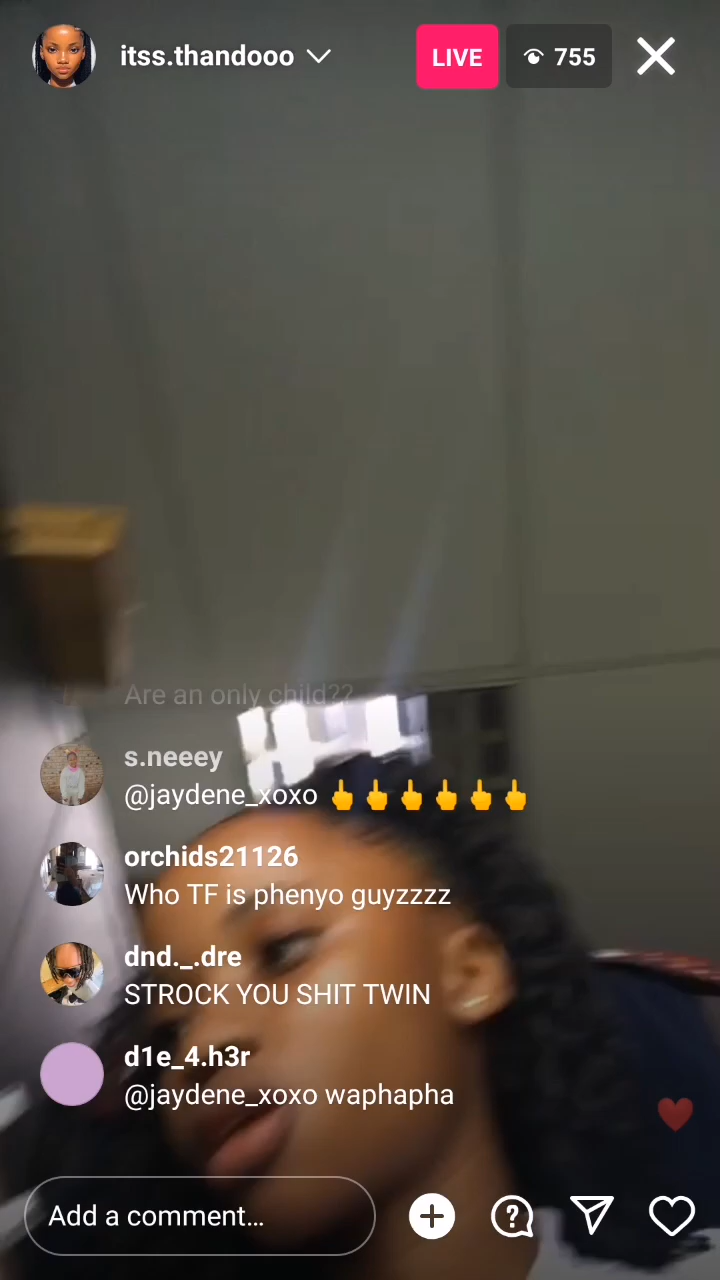 itss.thandooo
LIVE
755
Are an only child??
s.neeey
@jaydene_xoxo 🖕🖕🖕🖕🖕🖕
orchids21126
Who TF is phenyo guyzzzz
dnd._.dre
STROCK YOU SHIT TWIN
d1e_4.h3r
@jaydene_xoxo waphapha
Add a comment…